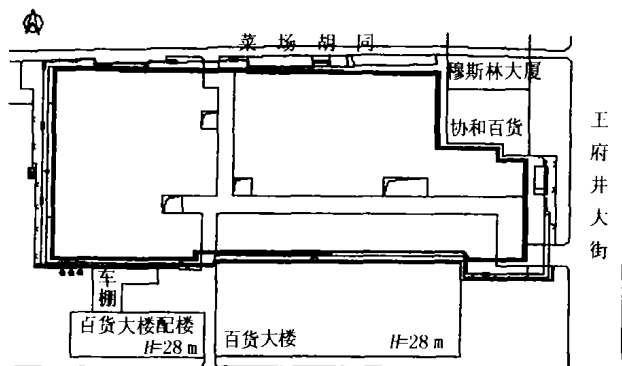 菜场胡同
穆斯林大厦
协和百货
王府井大街
车棚
百货大楼配楼
H=28 m
百货大楼
H=28 m